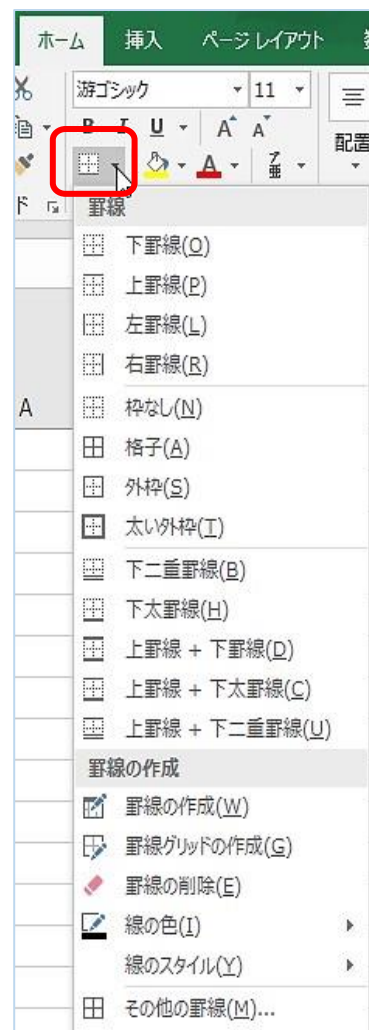 ホーム 挿入 ページ レイアウト
游ゴシック 11
B I U A A
配置
A
ド
罫線
下罫線(O)
上罫線(P)
左罫線(L)
右罫線(R)
A
枠なし(N)
格子(A)
外枠(S)
太い外枠(T)
下二重罫線(B)
下太罫線(H)
上罫線 + 下罫線(D)
上罫線 + 下太罫線(C)
上罫線 + 下二重罫線(U)
罫線の作成
罫線の作成(W)
罫線グリッドの作成(G)
罫線の削除(E)
線の色(I)
線のスタイル(Y)
その他の罫線(M)...